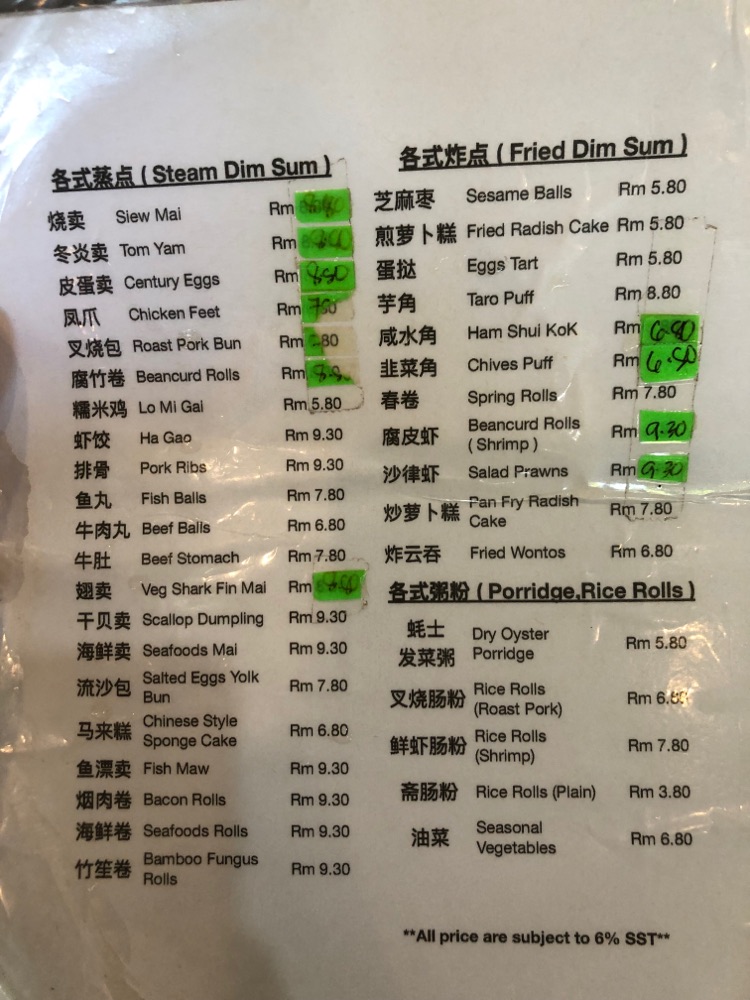 各式蒸点 ( Steam Dim Sum )
烧卖 Siew Mai Rm
冬炎卖 Tom Yam Rm
皮蛋卖 Century Eggs Rm
凤爪 Chicken Feet Rm
叉烧包 Roast Pork Bun Rm
腐竹卷 Beancurd Rolls Rm
糯米鸡 Lo Mi Gai Rm 5.80
虾饺 Ha Gao Rm 9.30
排骨 Pork Ribs Rm 9.30
鱼丸 Fish Balls Rm 7.80
牛肉丸 Beef Balls Rm 6.80
牛肚 Beef Stomach Rm 7.80
翅卖 Veg Shark Fin Mai Rm
干贝卖 Scallop Dumpling Rm 9.30
海鲜卖 Seafoods Mai Rm 9.30
流沙包 Salted Eggs Yolk
Bun Rm 7.80
马来糕 Chinese Style
Sponge Cake Rm 6.80
鱼漂卖 Fish Maw Rm 9.30
烟肉卷 Bacon Rolls Rm 9.30
海鲜卷 Seafoods Rolls Rm 9.30
竹笙卷 Bamboo Fungus
Rolls Rm 9.30
各式炸点 ( Fried Dim Sum )
芝麻枣 Sesame Balls Rm 5.80
煎萝卜糕 Fried Radish Cake Rm 5.80
蛋挞 Eggs Tart Rm 5.80
芋角 Taro Puff Rm 8.80
咸水角 Ham Shui KoK Rm 6.80
韭菜角 Chives Puff Rm
春卷 Spring Rolls Rm 7.80
腐皮虾 Beancurd Rolls
( Shrimp ) Rm 9.30
沙律虾 Salad Prawns Rm 9.30
炒萝卜糕 Pan Fry Radish
Cake Rm 7.80
炸云吞 Fried Wontos Rm 6.80
各式粥粉 ( Porridge,Rice Rolls )
蚝士
发菜粥 Dry Oyster
Porridge Rm 5.80
叉烧肠粉 Rice Rolls
(Roast Pork) Rm
鲜虾肠粉 Rice Rolls
(Shrimp) Rm 7.80
斋肠粉 Rice Rolls (Plain) Rm 3.80
油菜 Seasonal
Vegetables Rm 6.80
**All price are subject to 6% SST**